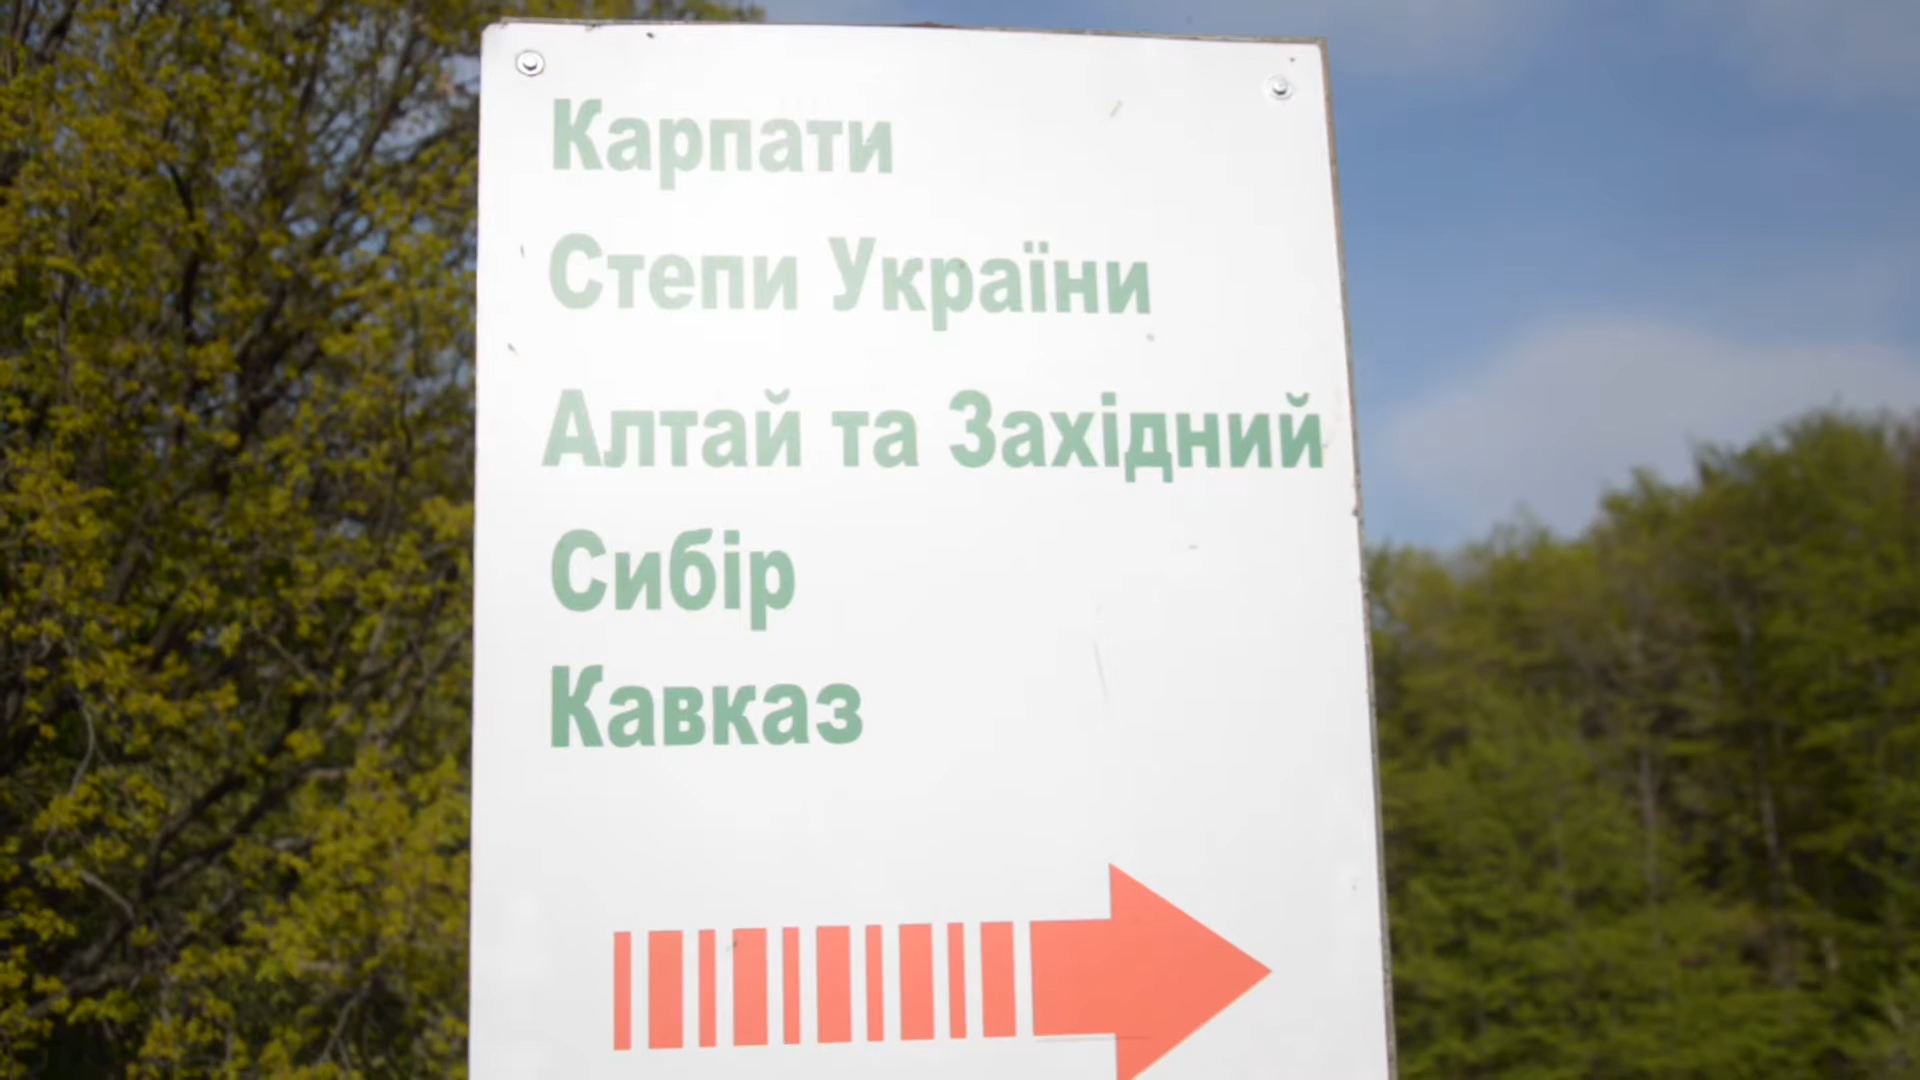 Карпати
Степи України
Алтай та Західний
Сибір
Кавказ